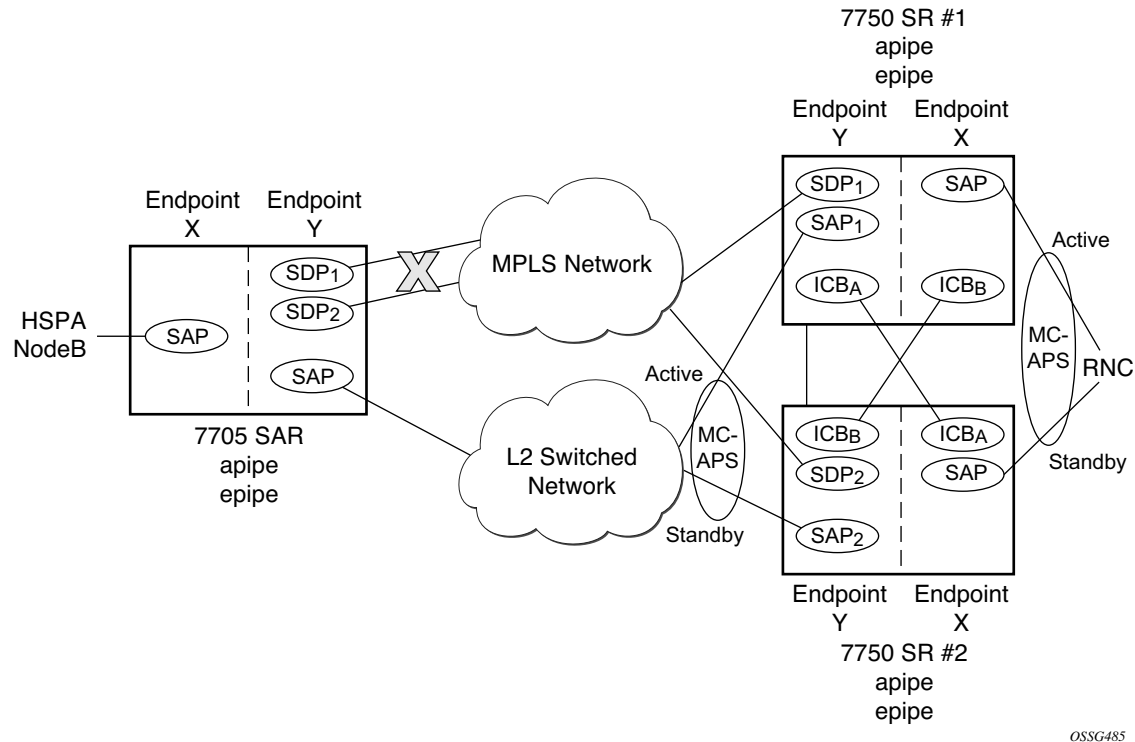 7750 SR #1
apipe
epipe
Endpoint
Y
Endpoint
X
SDP1
SAP
SAP1
ICBA
ICBB
Endpoint
X
Endpoint
Y
SDP1
SDP2
SAP
SAP
HSPA
NodeB
7705 SAR
apipe
epipe
X
MPLS Network
L2 Switched
Network
Active
MC-
APS
Standby
Active
MC-
APS
RNC
Standby
ICBB
ICBA
SDP2
SAP
SAP2
Endpoint
Y
Endpoint
X
7750 SR #2
apipe
epipe
OSSG485